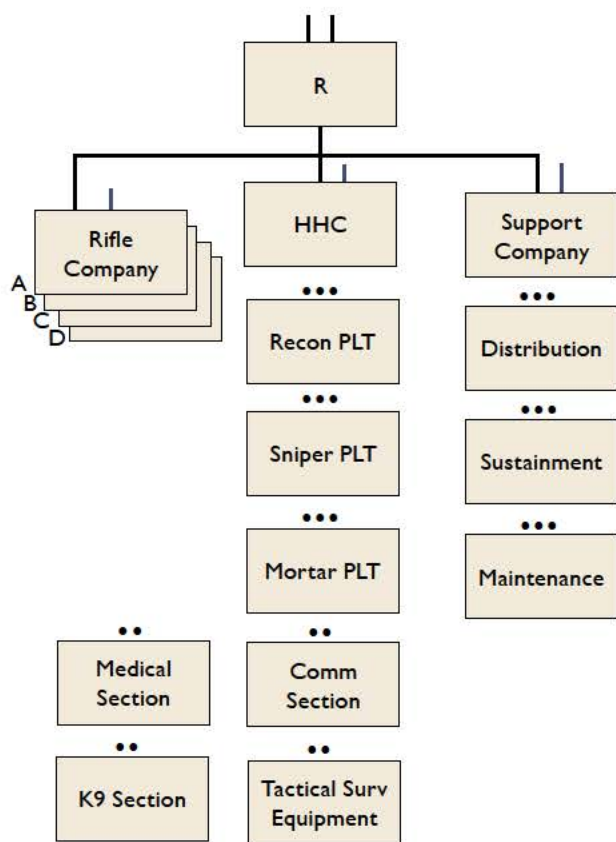 R
Rifle
Company
A
B
C
D
HHC
Support
Company
Recon PLT
Distribution
Sniper PLT
Sustainment
Mortar PLT
Maintenance
Medical
Section
Comm
Section
K9 Section
Tactical Surv
Equipment